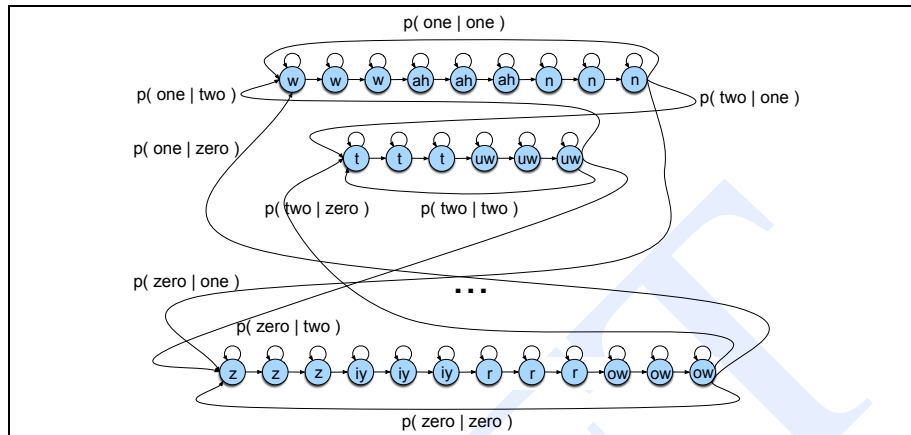 p( one | one )
w w w ah ah ah n n n
p( one | two )
p( two | one )
p( one | zero )
t t t uw uw uw
p( two | zero )
p( two | two )
p( zero | one )
...
p( zero | two )
z z z iy iy iy r r r ow ow ow
p( zero | zero )